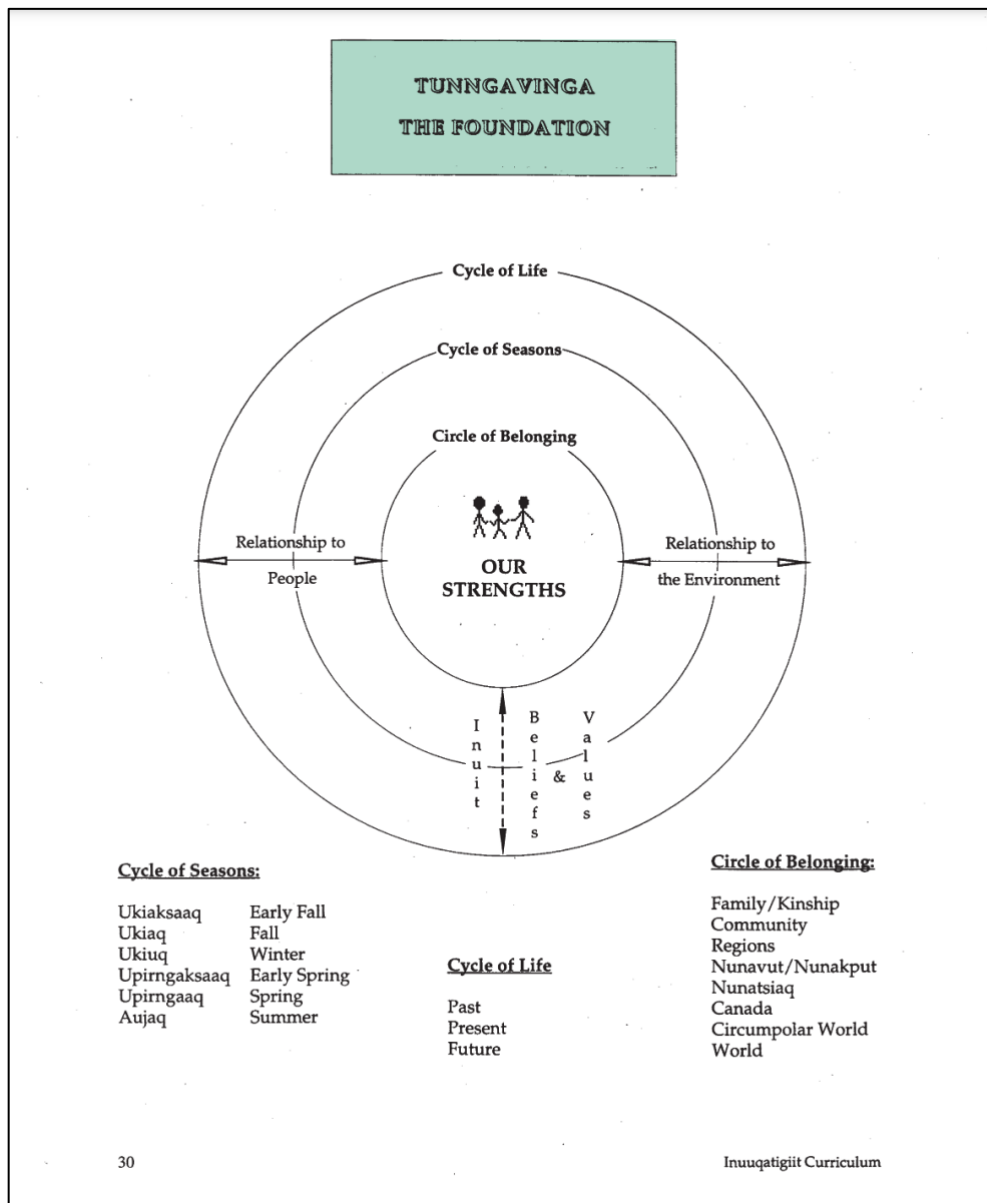 TUNNGAVINGA
THE FOUNDATION
Cycle of Life
Cycle of Seasons
Circle of Belonging
OUR
STRENGTHS
Relationship to
People
Relationship to
the Environment
Inuit
Beliefs
&
Values
Cycle of Seasons:
Ukiaksaaq Early Fall
Ukiaq Fall
Ukiuq Winter
Upirngaksaaq Early Spring
Upirngaaq Spring
Aujaq Summer
Cycle of Life
Past
Present
Future
Circle of Belonging:
Family/Kinship
Community
Regions
Nunavut/Nunakput
Nunatsiaq
Canada
Circumpolar World
World
30
Inuuqatigiit Curriculum